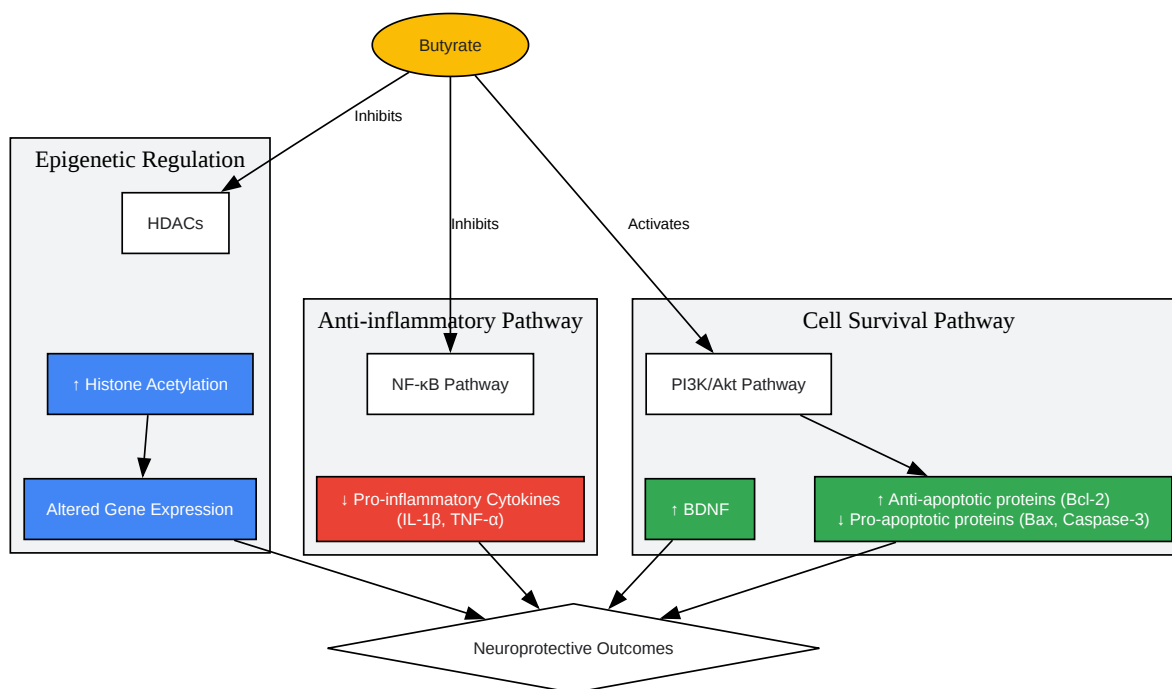 Butyrate
Inhibits
Epigenetic Regulation
HDACs
Inhibits
Activates
Anti-inflammatory Pathway
Cell Survival Pathway
↑ Histone Acetylation
NF-κB Pathway
PI3K/Akt Pathway
Altered Gene Expression
↓ Pro-inflammatory Cytokines
(IL-1β, TNF-α)
↑ BDNF
↑ Anti-apoptotic proteins (Bcl-2)
↓ Pro-apoptotic proteins (Bax, Caspase-3)
Neuroprotective Outcomes